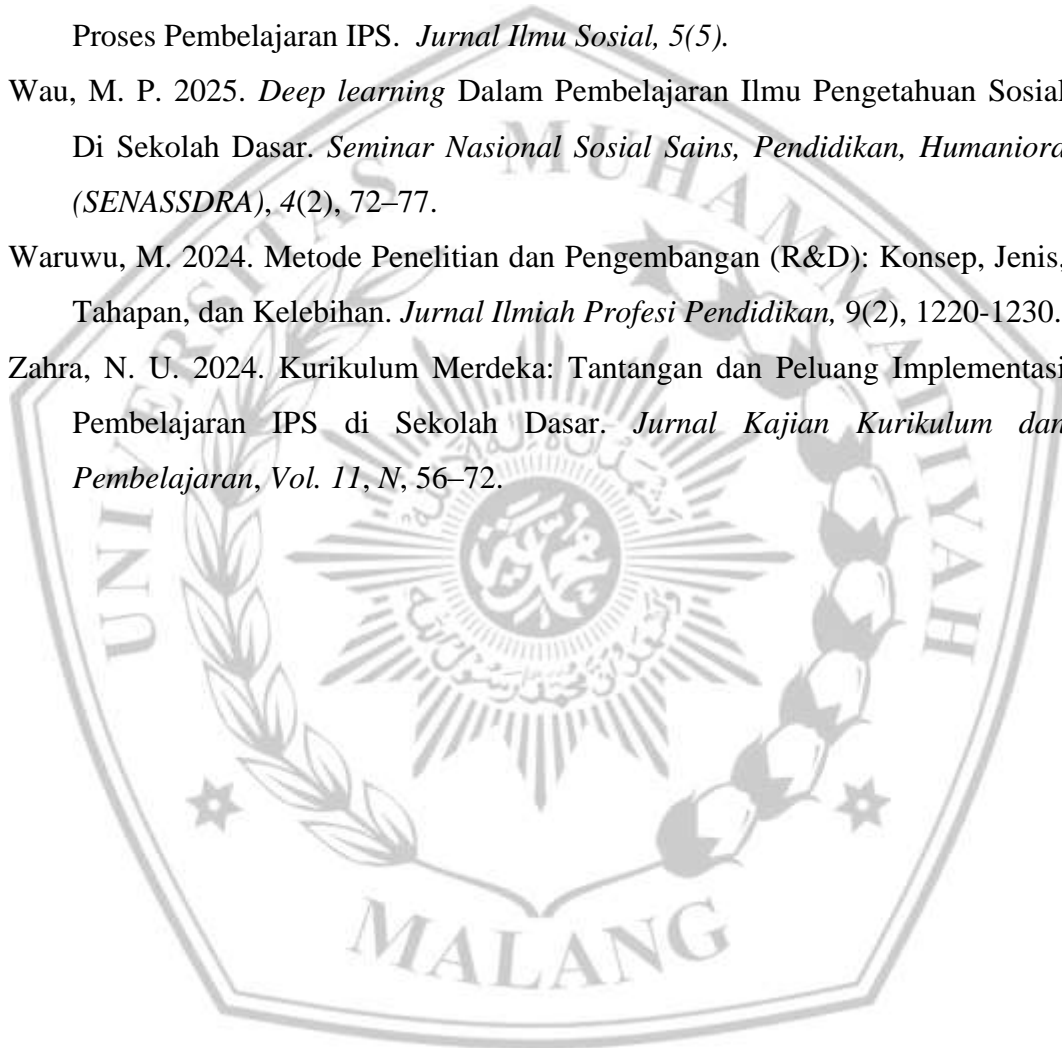 Proses Pembelajaran IPS. Jurnal Ilmu Sosial, 5(5).
Wau, M. P. 2025. Deep learning Dalam Pembelajaran Ilmu Pengetahuan Sosial
Di Sekolah Dasar. Seminar Nasional Sosial Sains, Pendidikan, Humaniora
(SENASSDRA), 4(2), 72–77.
Waruwu, M. 2024. Metode Penelitian dan Pengembangan (R&D): Konsep, Jenis,
Tahapan, dan Kelebihan. Jurnal Ilmiah Profesi Pendidikan, 9(2), 1220-1230.
Zahra, N. U. 2024. Kurikulum Merdeka: Tantangan dan Peluang Implementasi
Pembelajaran IPS di Sekolah Dasar. Jurnal Kajian Kurikulum dan
Pembelajaran, Vol. 11, N, 56–72.
UNIVERSITAS MUHAMMADIYAH
MALANG